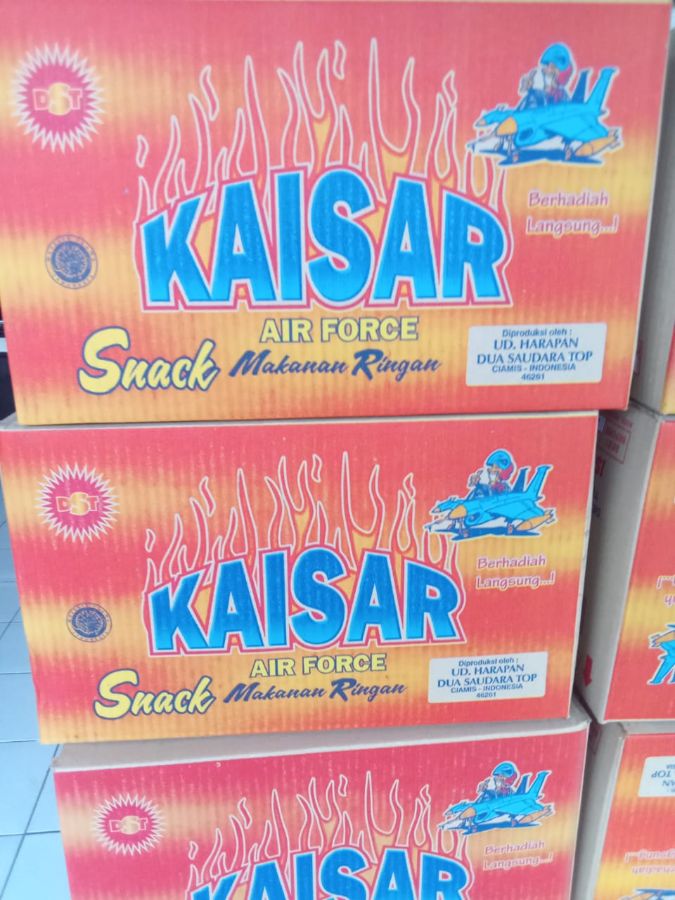 DST
Berhadiah
Langsung...!
KAISAR
AIR FORCE
Snack Makanan Ringan
Diproduksi oleh :
UD. HARAPAN
DUA SAUDARA TOP
CIAMIS - INDONESIA
46261
DST
Berhadiah
Langsung...!
KAISAR
AIR FORCE
Snack Makanan Ringan
Diproduksi oleh :
UD. HARAPAN
DUA SAUDARA TOP
CIAMIS - INDONESIA
46261
DST
Berhadiah
Langsung...!
KAISAR